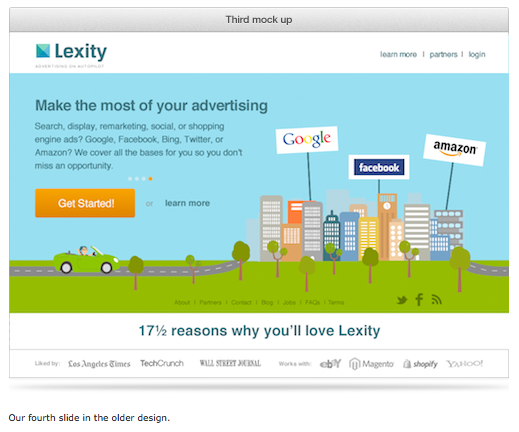 Third mock up
Lexity
ADVERTISING ON AUTOPILOT
learn more | partners | login
Make the most of your advertising
Search, display, remarketing, social, or shopping
engine ads? Google, Facebook, Bing, Twitter, or
Amazon? We cover all the bases for you so you don't
miss an opportunity.
Get Started! or learn more
Google
facebook
amazon
About | Partners | Contact | Blog | Jobs | FAQs | Terms
17½ reasons why you'll love Lexity
Liked by: Los Angeles Times TechCrunch WALL STREET JOURNAL Works with: ebY Magento shopify YAHOO!
Our fourth slide in the older design.